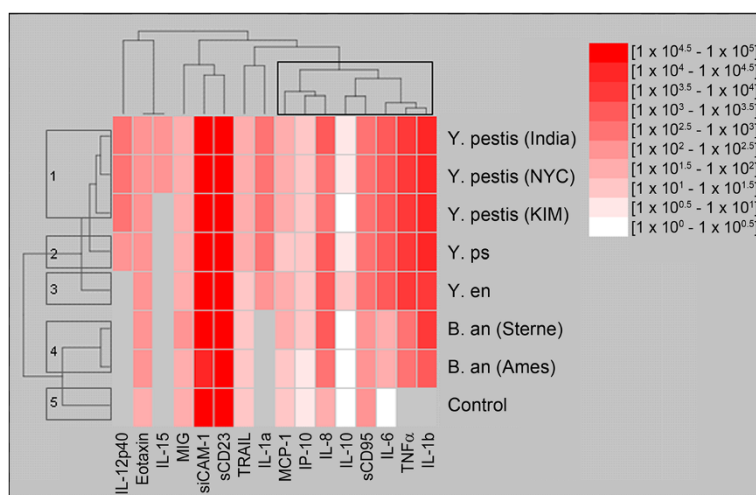 [1 x 10^4.5 - 1 x 10^5]
[1 x 10^4 - 1 x 10^4.5]
[1 x 10^3.5 - 1 x 10^4]
[1 x 10^3 - 1 x 10^3.5]
[1 x 10^2.5 - 1 x 10^3]
[1 x 10^2 - 1 x 10^2.5]
[1 x 10^1.5 - 1 x 10^2]
[1 x 10^1 - 1 x 10^1.5]
[1 x 10^0.5 - 1 x 10^1]
[1 x 10^0 - 1 x 10^0.5]
1
2
3
4
5
Y. pestis (India)
Y. pestis (NYC)
Y. pestis (KIM)
Y. ps
Y. en
B. an (Sterne)
B. an (Ames)
Control
IL-12p40
Eotaxin
IL-15
MIG
siCAM-1
sCD23
TRAIL
IL-1a
MCP-1
IP-10
IL-8
IL-10
sCD95
IL-6
TNFα
IL-1b